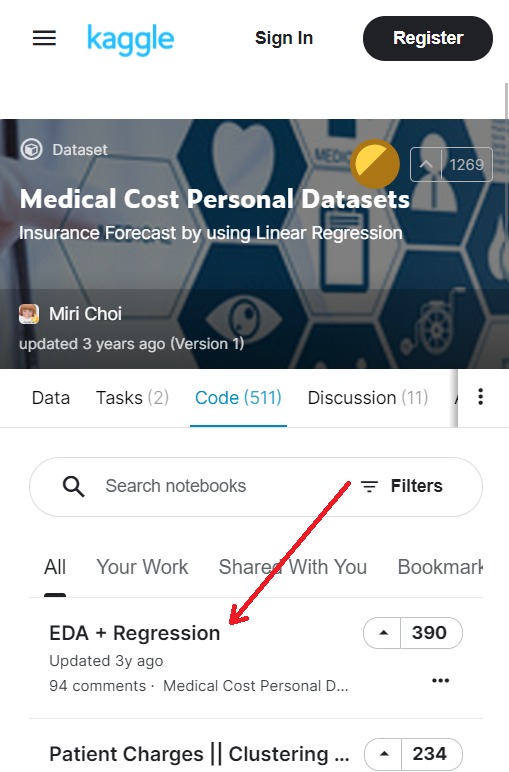 kaggle Sign In Register
Dataset
MEDIC
1269
Medical Cost Personal Datasets
Insurance Forecast by using Linear Regression
Miri Choi
updated 3 years ago (Version 1)
Data Tasks (2) Code (511) Discussion (11)
Search notebooks Filters
All Your Work Shared With You Bookmark
EDA + Regression 390
Updated 3y ago
94 comments · Medical Cost Personal D...
Patient Charges || Clustering ... 234